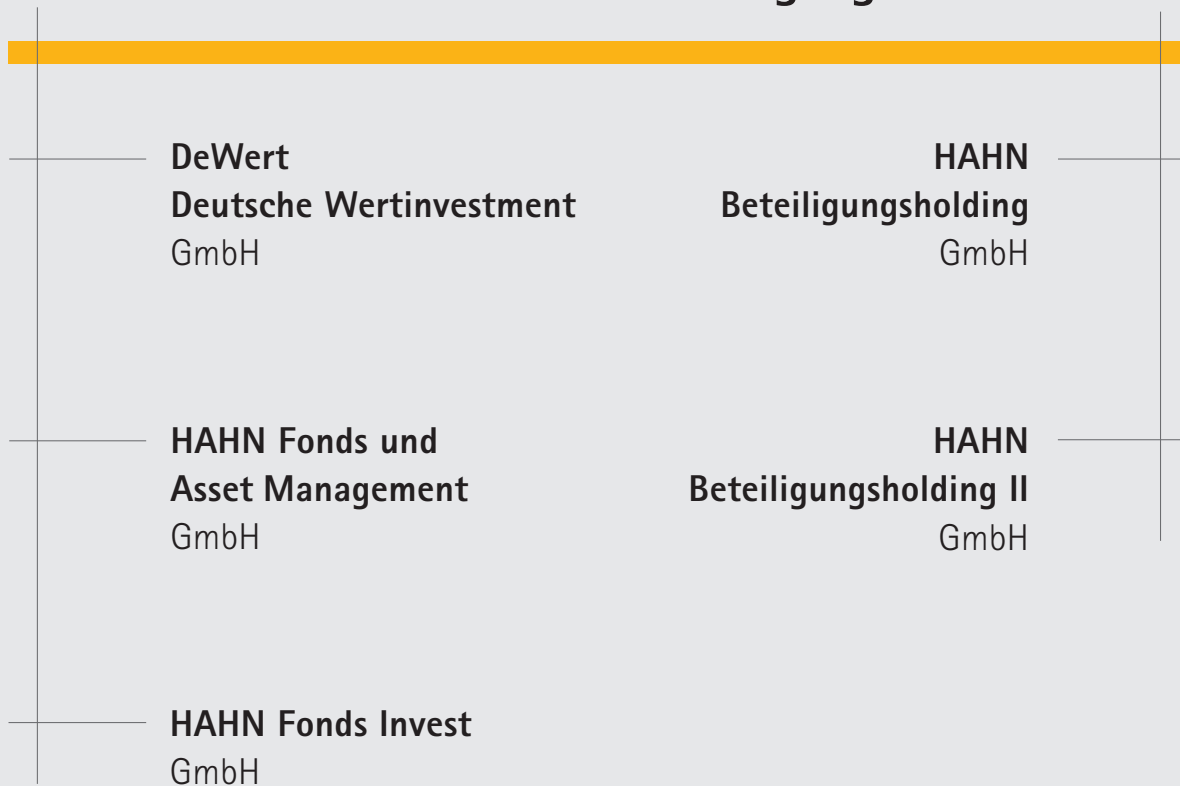 DeWert
Deutsche Wertinvestment
GmbH
HAHN
Beteiligungsholding
GmbH
HAHN Fonds und
Asset Management
GmbH
HAHN
Beteiligungsholding II
GmbH
HAHN Fonds Invest
GmbH